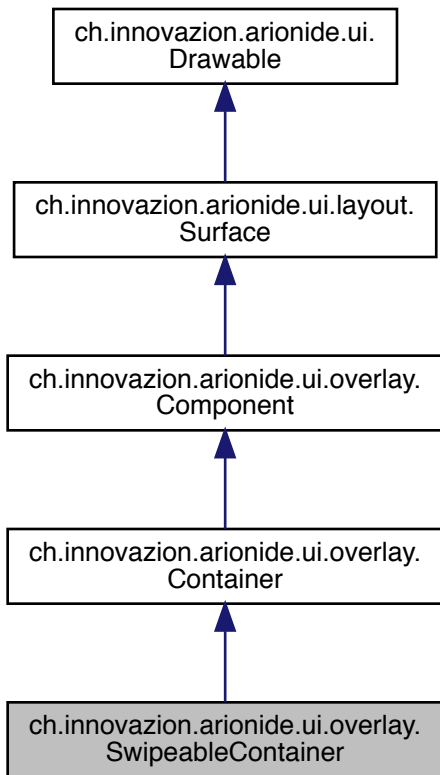 ch.innovazion.arionide.ui.
Drawable
ch.innovazion.arionide.ui.layout.
Surface
ch.innovazion.arionide.ui.overlay.
Component
ch.innovazion.arionide.ui.overlay.
Container
ch.innovazion.arionide.ui.overlay.
SwipeableContainer